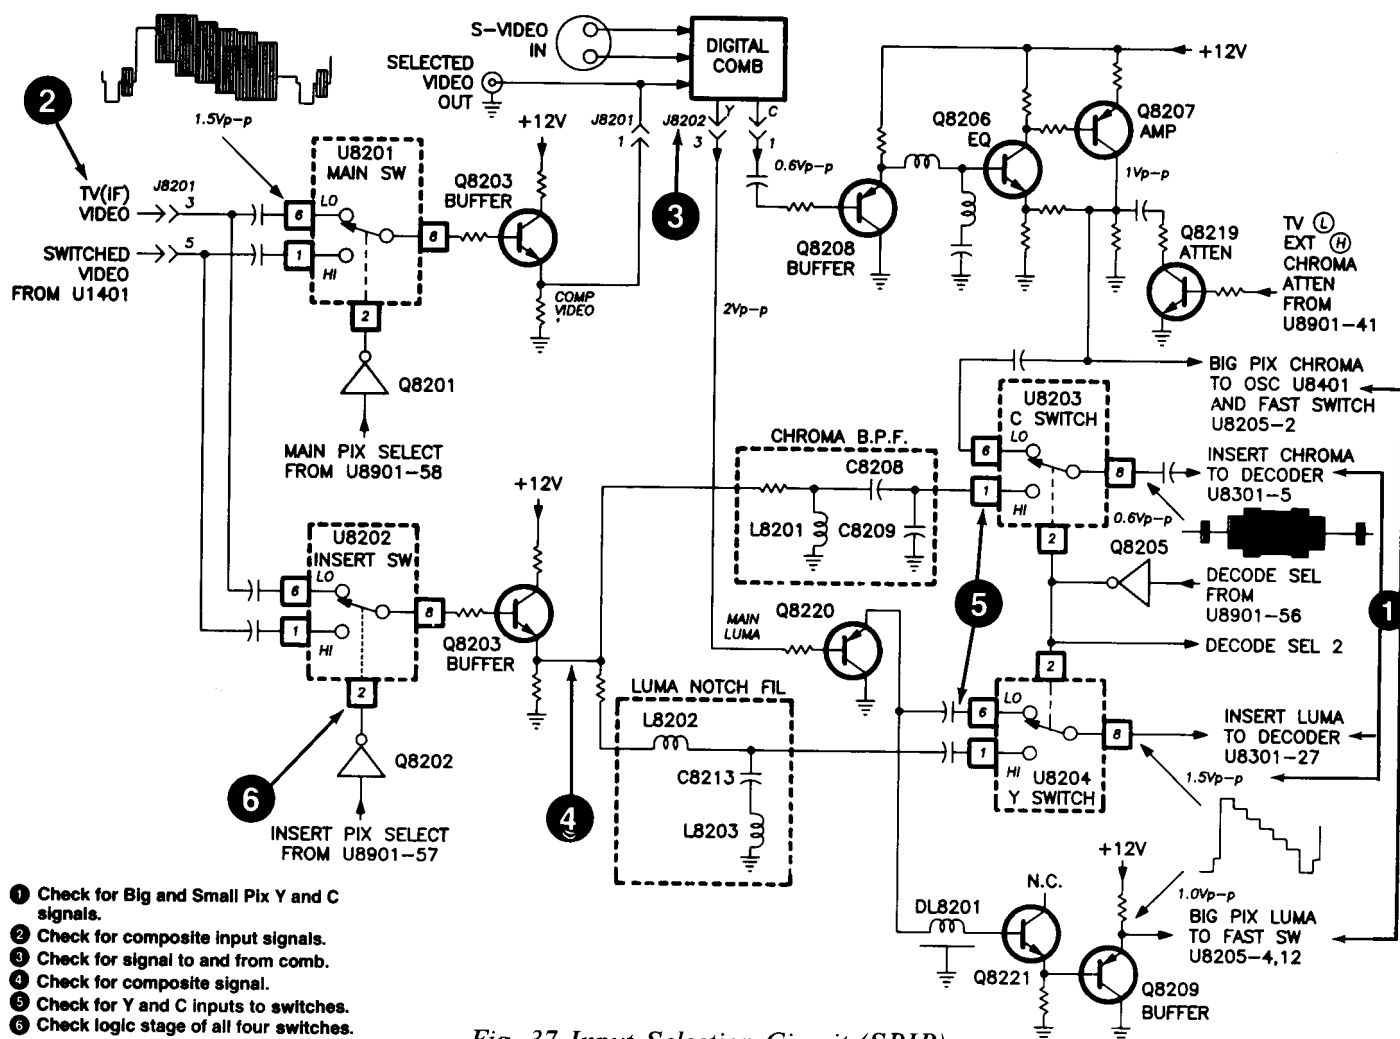 S-VIDEO
IN
DIGITAL
COMB
SELECTED
VIDEO
OUT
+12V
Q8207
AMP
Q8206
EQ
2
1.5Vp-p
U8201
MAIN SW
+12V
J8201
1
J8202
3
Y
C
1
0.6Vp-p
1Vp-p
TV(IF)
VIDEO
J8201
3
6
LO
Q8203
BUFFER
8
3
Q8208
BUFFER
Q8219
ATTEN
TV L
EXT H
CHROMA
ATTEN
FROM
U8901-41
SWITCHED
VIDEO
FROM U1401
5
1
HI
COMP
VIDEO
2Vp-p
2
Q8201
MAIN PIX SELECT
FROM U8901-58
BIG PIX CHROMA
TO OSC U8401
AND FAST SWITCH
U8205-2
U8203
C SWITCH
LO
6
CHROMA B.P.F.
C8208
L8201
C8209
1
HI
8
INSERT CHROMA
TO DECODER
U8301-5
0.6Vp-p
2
Q8205
+12V
U8202
INSERT SW
LO
6
1
HI
8
Q8203
BUFFER
2
DECODE SEL
FROM
U8901-56
1
5
Q8220
MAIN
LUMA
DECODE SEL 2
2
LUMA NOTCH FIL
L8202
C8213
L8203
LO
6
1
HI
8
U8204
Y SWITCH
INSERT LUMA
TO DECODER
U8301-27
1.5Vp-p
Q8202
6
4
INSERT PIX SELECT
FROM U8901-57
+12V
N.C.
1.0Vp-p
DL8201
Q8221
Q8209
BUFFER
BIG PIX LUMA
TO FAST SW
U8205-4,12
1 Check for Big and Small Pix Y and C
signals.
2 Check for composite input signals.
3 Check for signal to and from comb.
4 Check for composite signal.
5 Check for Y and C inputs to switches.
6 Check logic stage of all four switches.
Fig. 37 Input Selection Circuit (SPIP)